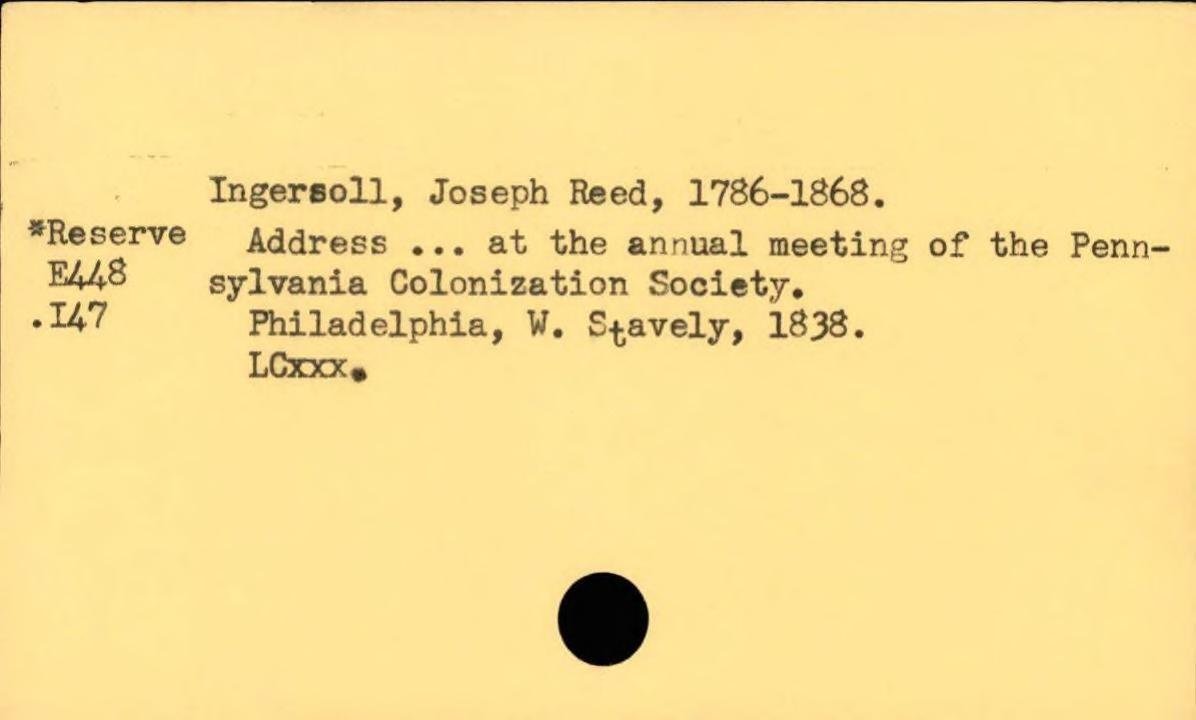 Ingersoll, Joseph Reed, 1786-1868.
*Reserve Address ... at the annual meeting of the Penn-
E448 sylvania Colonization Society.
.I47 Philadelphia, W. Stavely, 1838.
LCxxx.